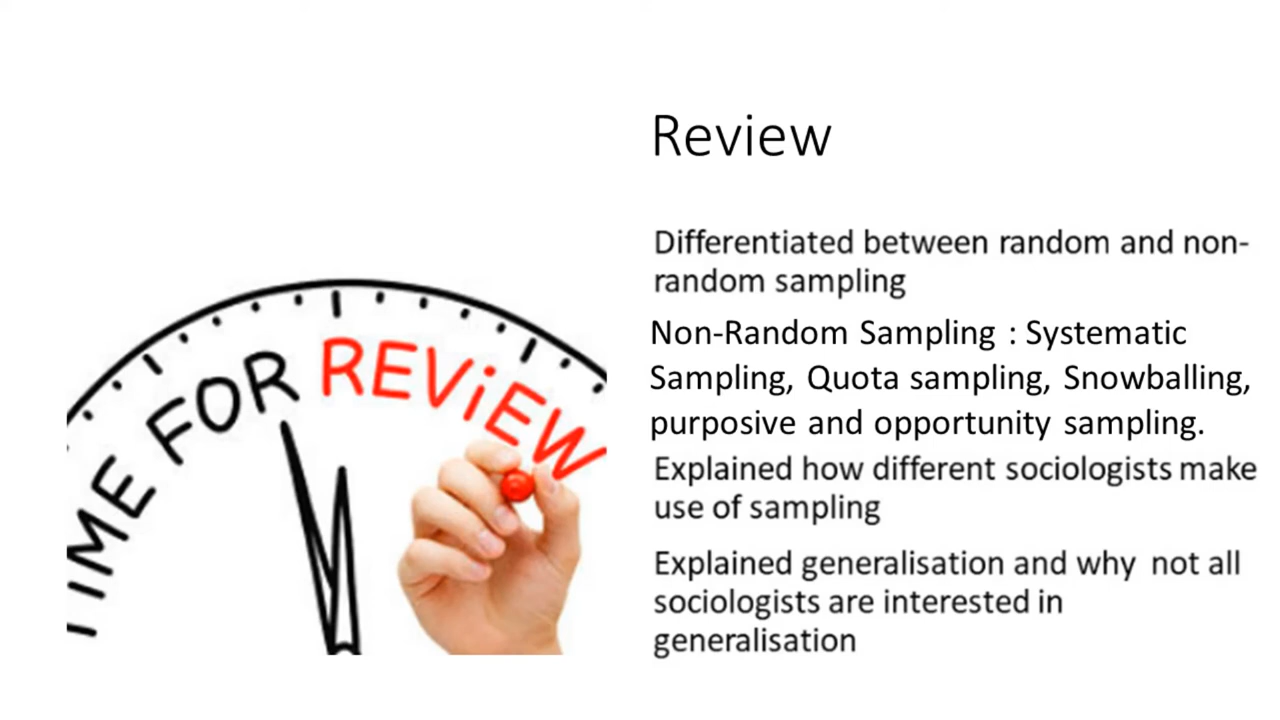 Review
Differentiated between random and non-
random sampling
Non-Random Sampling : Systematic
Sampling, Quota sampling, Snowballing,
purposive and opportunity sampling.
Explained how different sociologists make
use of sampling
Explained generalisation and why not all
sociologists are interested in
generalisation
TIME FOR REViEW